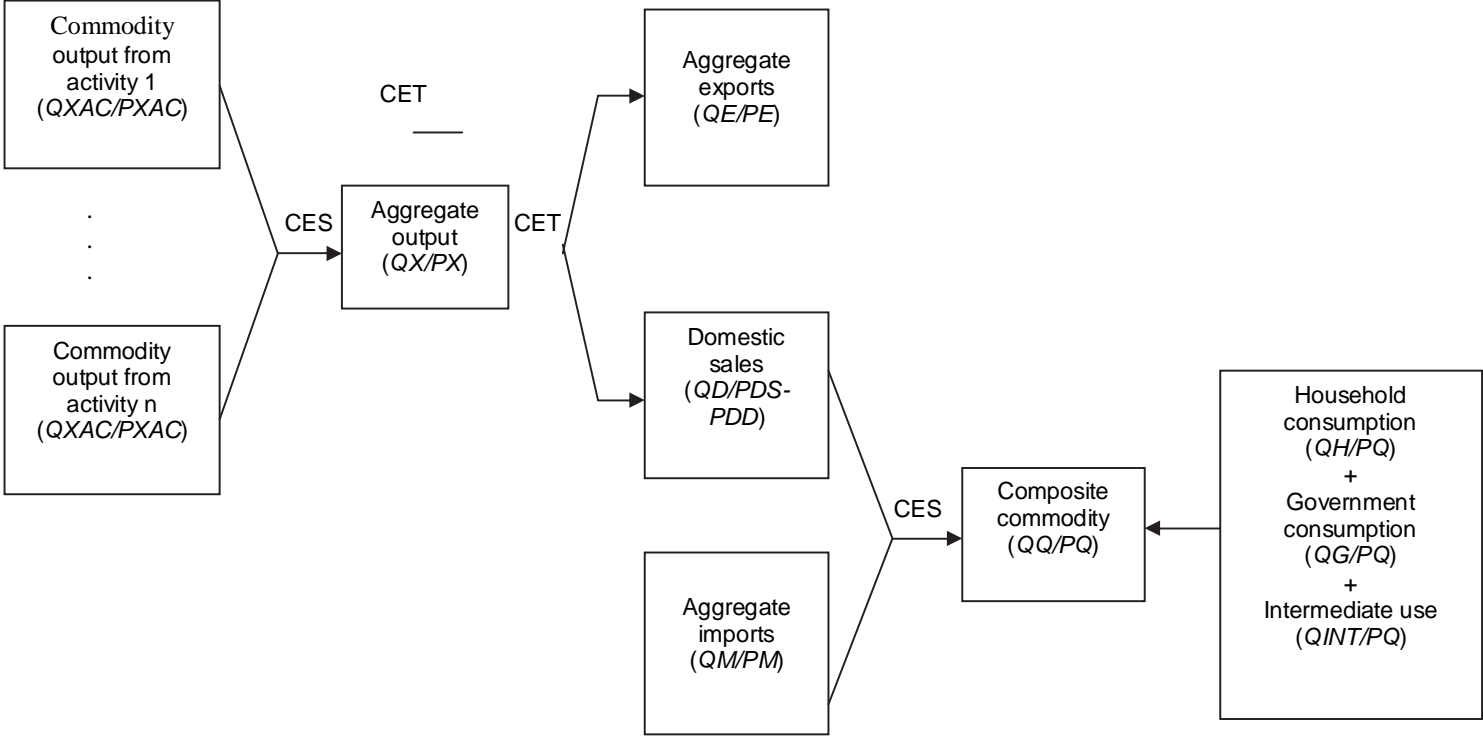 Commodity
output from
activity 1
(QXAC/PXAC)
.
.
.
Commodity
output from
activity n
(QXAC/PXAC)
CES
CET
Aggregate
output
(QX/PX)
CET
Aggregate
exports
(QE/PE)
Domestic
sales
(QD/PDS-
PDD)
Aggregate
imports
(QM/PM)
CES
Composite
commodity
(QQ/PQ)
Household
consumption
(QH/PQ)
+
Government
consumption
(QG/PQ)
+
Intermediate use
(QINT/PQ)